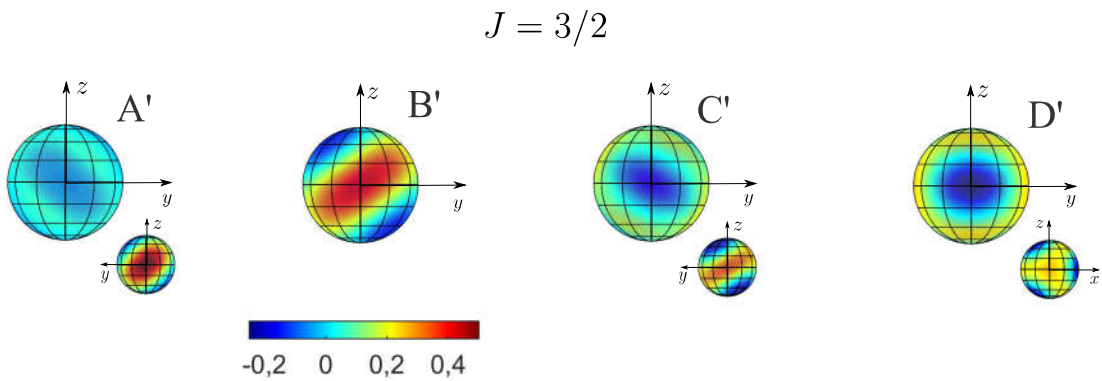 J = 3/2
z A' y
z B' y
z C' y
z D' y
z y
z y
z x
-0,2 0 0,2 0,4